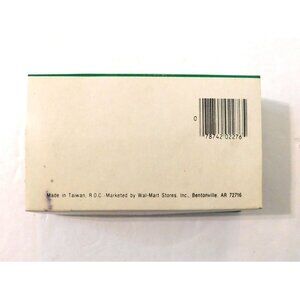 0
78742 02276
Made in Taiwan, R.O.C. Marketed by Wal-Mart Stores, Inc., Bentonville, AR 72716